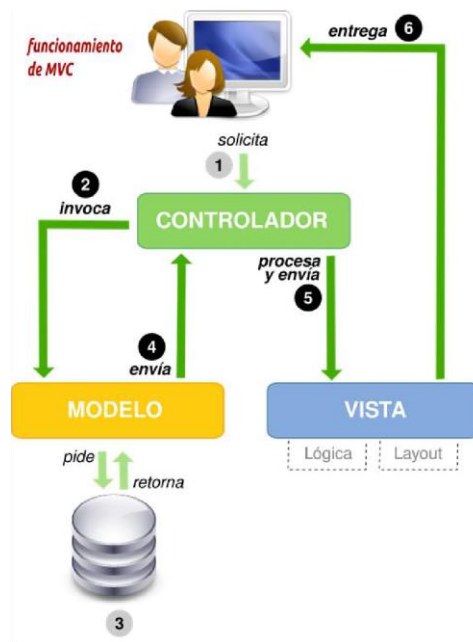 funcionamiento
de MVC
entrega 6
solicita
1
2
invoca
CONTROLADOR
procesa
y envía
5
4
envía
MODELO
VISTA
Lógica
Layout
pide
retorna
3